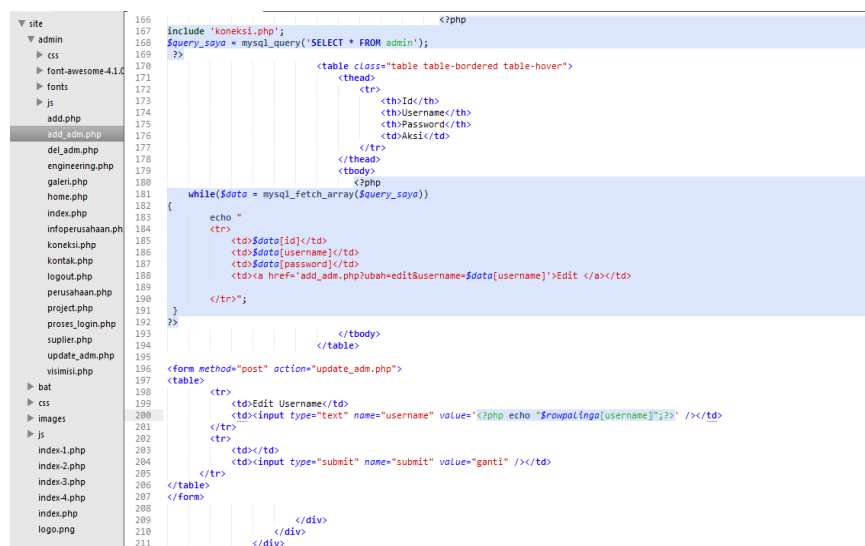 site
admin
css
font-awesome-4.1.0
fonts
js
add.php
add_adm.php
del_adm.php
engineering.php
galeri.php
home.php
index.php
infoperusahaan.ph
koneksi.php
kontak.php
logout.php
perusahaan.php
project.php
proses_login.php
suplier.php
update_adm.php
visimisi.php
bat
css
images
js
index-1.php
index-2.php
index-3.php
index-4.php
index.php
logo.png
166 <?php
167 include 'koneksi.php';
168 $query_saya = mysql_query('SELECT * FROM admin');
169 ?>
170 <table class="table table-bordered table-hover">
171 <thead>
172 <tr>
173 <th>Id</th>
174 <th>Username</th>
175 <th>Password</th>
176 <td>Aksi</td>
177 </tr>
178 </thead>
179 <tbody>
180 <?php
181 while($data = mysql_fetch_array($query_saya))
182 {
183 echo "
184 <tr>
185 <td>$data[id]</td>
186 <td>$data[username]</td>
187 <td>$data[password]</td>
188 <td><a href='add_adm.php?ubah=edit&username=$data[username]'>Edit </a></td>
189
190 </tr>";
191 }
192 ?>
193 </tbody>
194 </table>
195
196 <form method="post" action="update_adm.php">
197 <table>
198 <tr>
199 <td>Edit Username</td>
200 <td><input type="text" name="username" value='<?php echo "$rowpalinga[username]";?>' /></td>
201 </tr>
202 <tr>
203 <td></td>
204 <td><input type="submit" name="submit" value="ganti" /></td>
205 </tr>
206 </table>
207 </form>
208
209 </div>
210 </div>
211 </div>